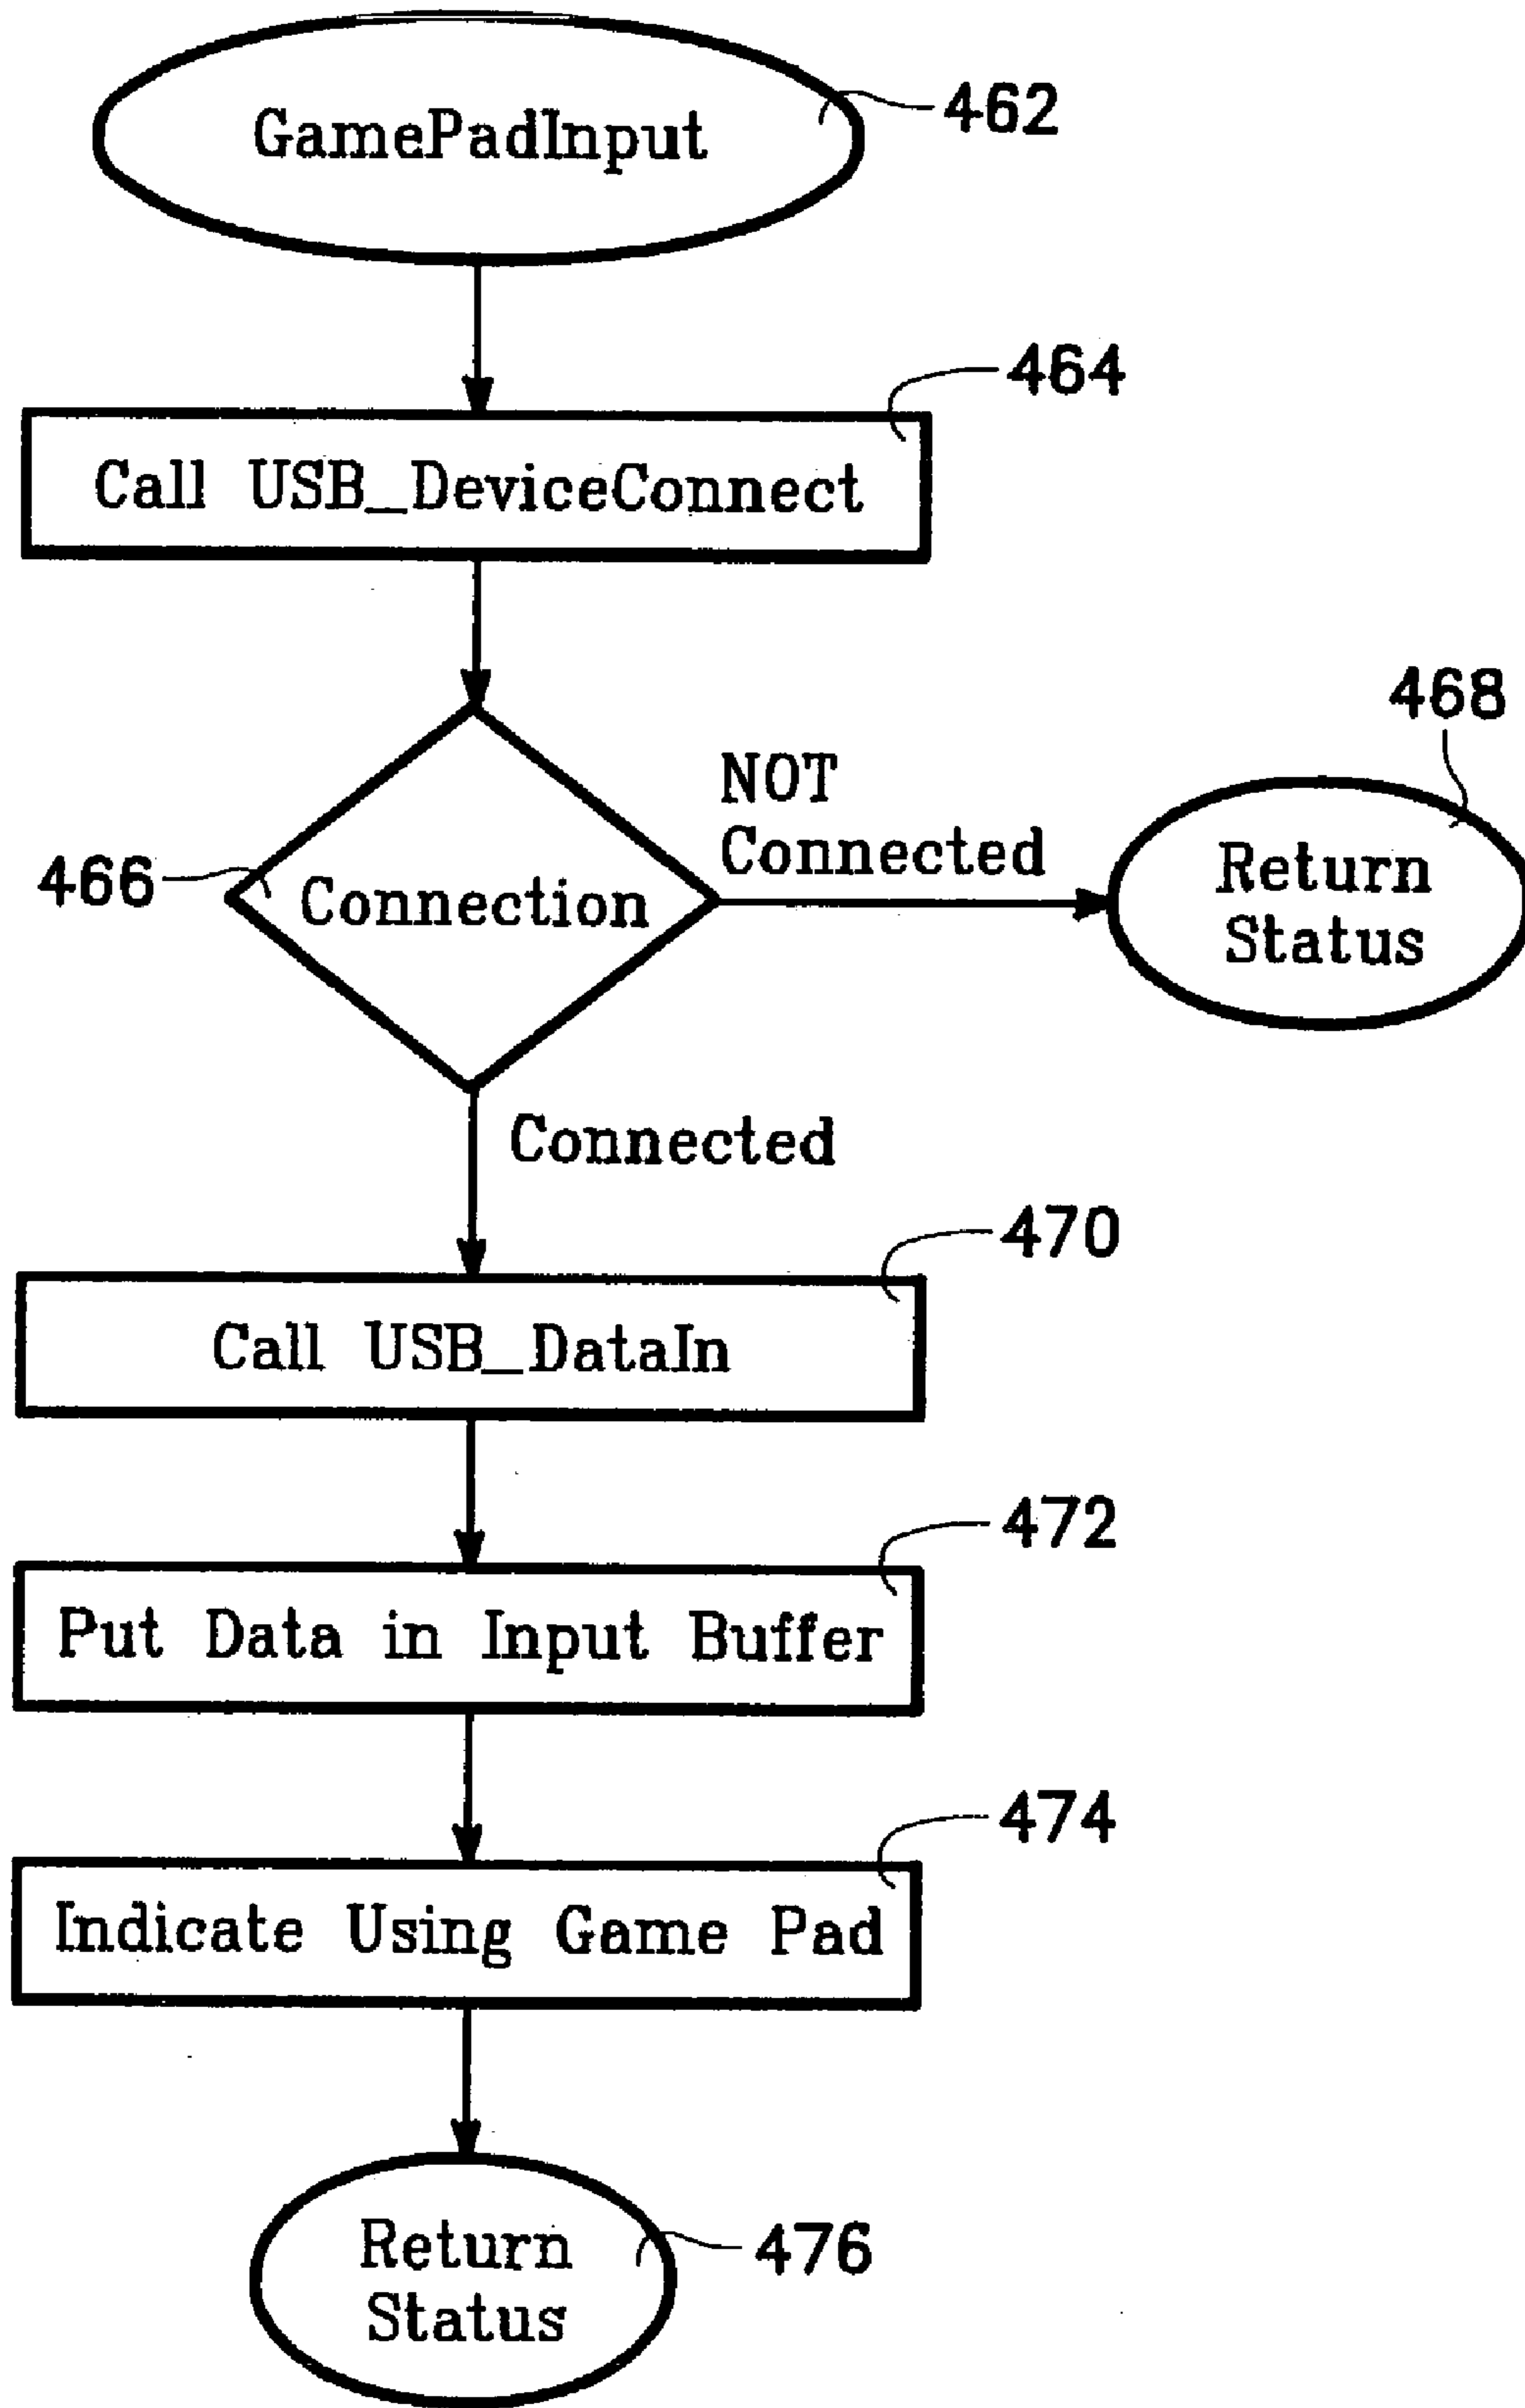 GamePadInput
462
464
Call USB_DeviceConnect
468
NOT
Connected
466
Connection
Return
Status
Connected
470
Call USB_DataIn
472
Put Data in Input Buffer
474
Indicate Using Game Pad
Return
Status
476